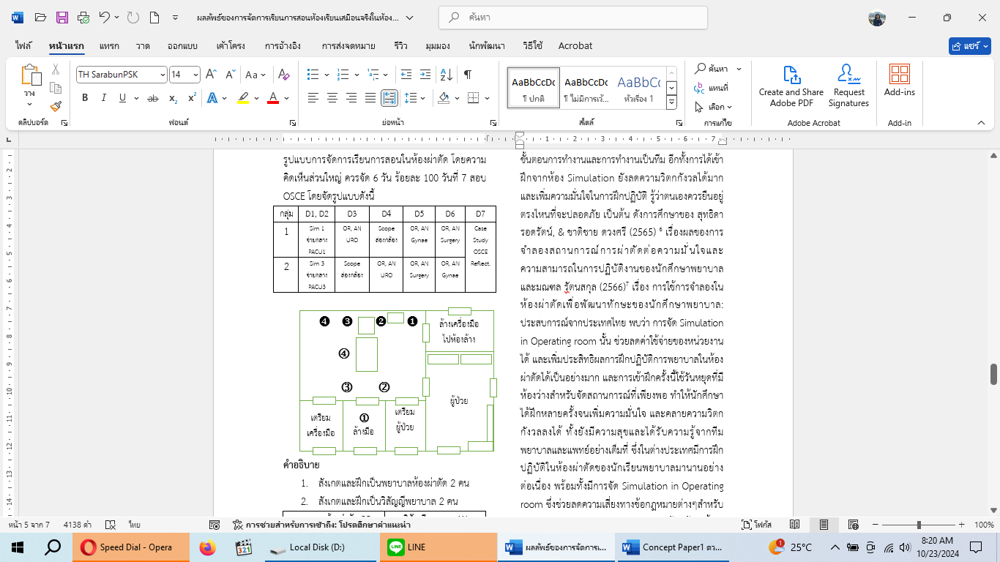 ผลลัพธ์ของการจัดการเรียนการสอนห้องเรียนเสมือนจริงในห้อง...
ค้นหา
ไฟล์ หน้าแรก แทรก วาด ออกแบบ เค้าโครง การอ้างอิง การส่งจดหมาย รีวิว มุมมอง นักพัฒนา วิธีใช้ Acrobat
แชร์
วาง
คลิปบอร์ด
TH SarabunPSK 14
ฟอนต์
ย่อหน้า
AaBbCcDc AaBbCcDc AaBbCc
¶ ปกติ ¶ ไม่มีการเว้... หัวเรื่อง 1
สไตล์
ค้นหา
แทนที่
เลือก
การแก้ไข
Create and Share Adobe PDF
Request Signatures
Adobe Acrobat
Add-ins
Add-in
รูปแบบการจัดการเรียนการสอนในห้องผ่าตัด โดยความ
คิดเห็นส่วนใหญ่ ควรจัด 6 วัน ร้อยละ 100 วันที่ 7 สอบ
OSCE โดยจัดรูปแบบดังนี้
กลุ่ม D1, D2 D3 D4 D5 D6 D7
1 Sim 1 จ่ายกลาง PACU1 OR, AN URO Scope ส่องกล้อง OR, AN Gynae OR, AN Surgery Case Study OSCE Reflect.
2 Sim 3 จ่ายกลาง PACU3 Scope ส่องกล้อง OR, AN URO OR, AN Surgery OR, AN Gynae
❹ ❸ ❷ ❶
ล้างเครื่องมือ
ไปห้องล้าง
④
③ ②
ผู้ป่วย
เตรียม
เครื่องมือ
①
ล้างมือ
เตรียม
ผู้ป่วย
คำอธิบาย
1. สังเกตและฝึกเป็นพยาบาลห้องผ่าตัด 2 คน
2. สังเกตและฝึกเป็นวิสัญญีพยาบาล 2 คน
ขั้นตอนการทำงานและการทำงานเป็นทีม อีกทั้งการได้เข้า
ฝึกจากห้อง Simulation ยังลดความวิตกกังวลได้มาก
และเพิ่มความมั่นใจในการฝึกปฏิบัติ รู้ว่าตนเองควรยืนอยู่
ตรงไหนที่จะปลอดภัย เป็นต้น ดังการศึกษาของ สุทธิดา
รอดรัตน์, & ชาติชาย ดวงศรี (2565) 6 เรื่องผลของการ
จำลองสถานการณ์การผ่าตัดต่อความมั่นใจและ
ความสามารถในการปฏิบัติงานของนักศึกษาพยาบาล
และมณฑล รัตนสกุล (2566)7 เรื่อง การใช้การจำลองใน
ห้องผ่าตัดเพื่อพัฒนาทักษะของนักศึกษาพยาบาล:
ประสบการณ์จากประเทศไทย พบว่า การจัด Simulation
in Operating room นั้น ช่วยลดค่าใช้จ่ายของหน่วยงาน
ได้ และเพิ่มประสิทธิผลการฝึกปฏิบัติการพยาบาลในห้อง
ผ่าตัดได้เป็นอย่างมาก และการเข้าฝึกครั้งนี้ใช้วันหยุดที่มี
ห้องว่างสำหรับจัดสถานการณ์ที่เพียงพอ ทำให้นักศึกษา
ได้ฝึกหลายครั้งจนเพิ่มความมั่นใจ และคลายความวิตก
กังวลลงได้ ทั้งยังมีความสุขและได้รับความรู้จากทีม
พยาบาลและแพทย์อย่างเต็มที่ ซึ่งในต่างประเทศมีการฝึก
ปฏิบัติในห้องผ่าตัดของนักเรียนพยาบาลมานานอย่าง
ต่อเนื่อง พร้อมทั้งมีการจัด Simulation in Operating
room ซึ่งช่วยลดความเสี่ยงทางข้อกฎหมายต่างๆสำหรับ
หน้า 5 จาก 7 4138 คำ ไทย การช่วยสำหรับการเข้าถึง: โปรดศึกษาคำแนะนำ โฟกัส 100%
Speed Dial - Opera
Local Disk (D:)
LINE
ผลลัพธ์ของการจัดการเ...
Concept Paper1 ดว...
25°C
8:20 AM
10/23/2024